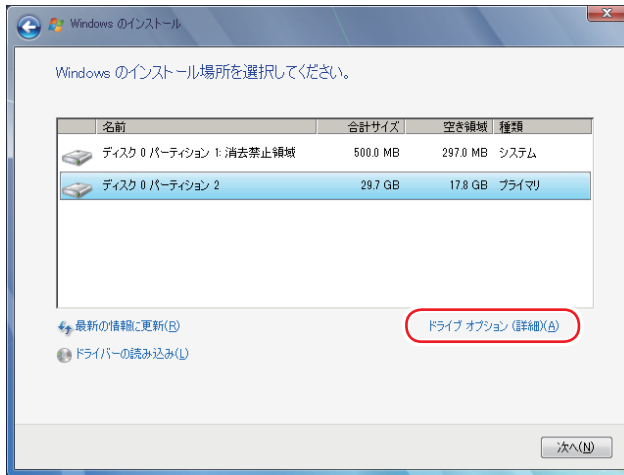 Windows のインストール
Windows のインストール場所を選択してください。
名前 合計サイズ 空き領域 種類
ディスク 0 パーティション 1: 消去禁止領域 500.0 MB 297.0 MB システム
ディスク 0 パーティション 2 29.7 GB 17.8 GB プライマリ
最新の情報に更新(R) ドライブ オプション (詳細)(A)
ドライバーの読み込み(L)
次へ(N)